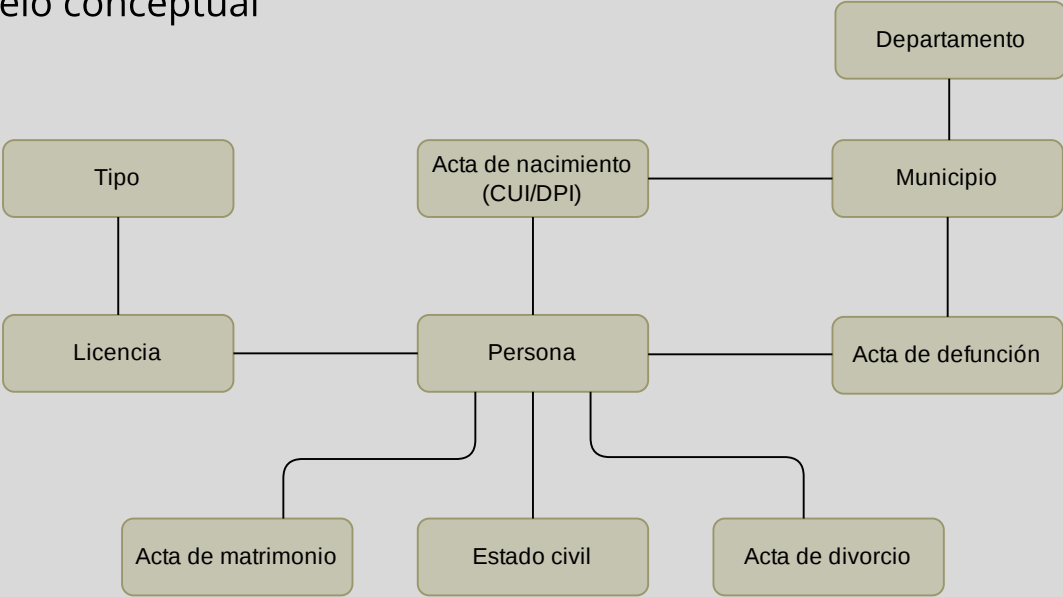 elo conceptual
Departamento
Tipo
Acta de nacimiento
(CUI/DPI)
Municipio
Licencia
Persona
Acta de defunción
Acta de matrimonio
Estado civil
Acta de divorcio